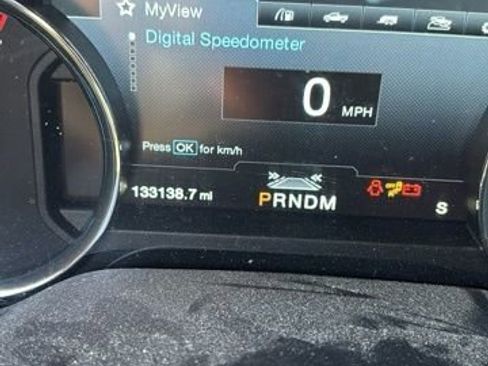 MyView
Digital Speedometer
0 MPH
Press OK for km/h
133138.7 mi
PRNDM
S